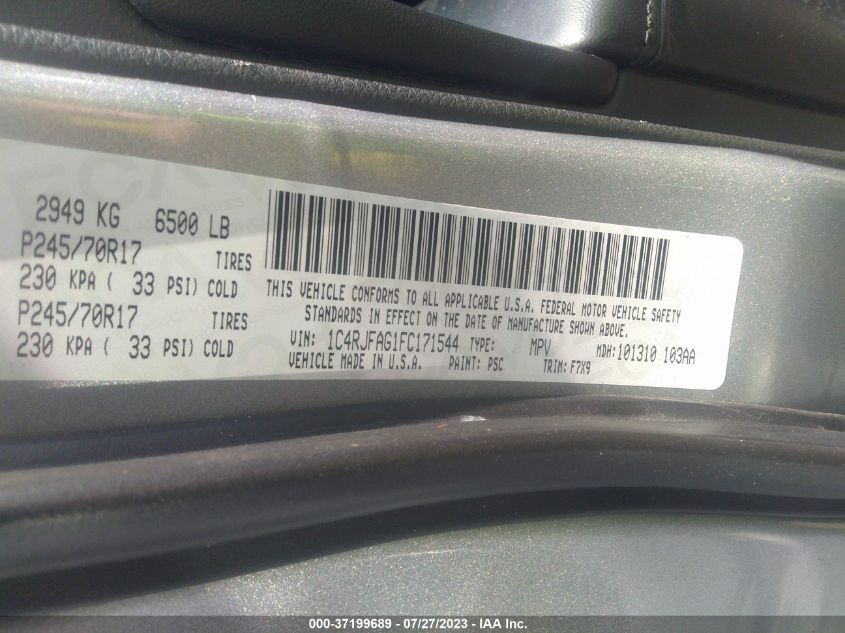 2949 KG 6500 LB
P245/70R17 TIRES
230 KPA ( 33 PSI) COLD
P245/70R17 TIRES
230 KPA ( 33 PSI) COLD
THIS VEHICLE CONFORMS TO ALL APPLICABLE U.S.A. FEDERAL MOTOR VEHICLE SAFETY
STANDARDS IN EFFECT ON THE DATE OF MANUFACTURE SHOWN ABOVE.
VIN: 1C4RJFAG1FC171544 TYPE: MPV MDH:101310 103AA
VEHICLE MADE IN U.S.A. PAINT: PSC TRIM: F7X9
000-37199689 - 07/27/2023 - IAA Inc.